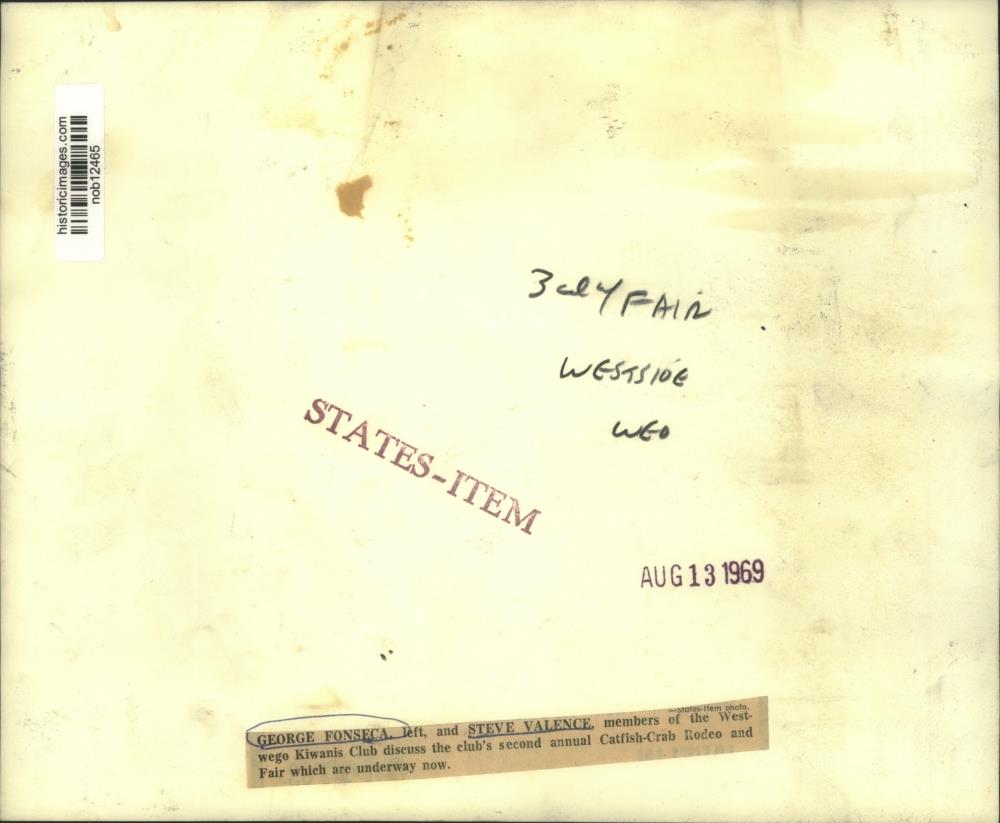 historicimages.com
nob12465
FAIR
WESTSIDE
WED
STATES-ITEM
AUG 13 1969
—States-Item photo.
GEORGE FONSECA, left, and STEVE VALENCE, members of the West-
wego Kiwanis Club discuss the club's second annual Catfish-Crab Rodeo and
Fair which are underway now.